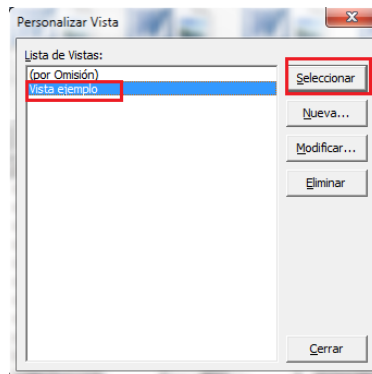 Personalizar Vista
Lista de Vistas:
(por Omisión)
Vista ejemplo
Seleccionar
Nueva...
Modificar...
Eliminar
Cerrar